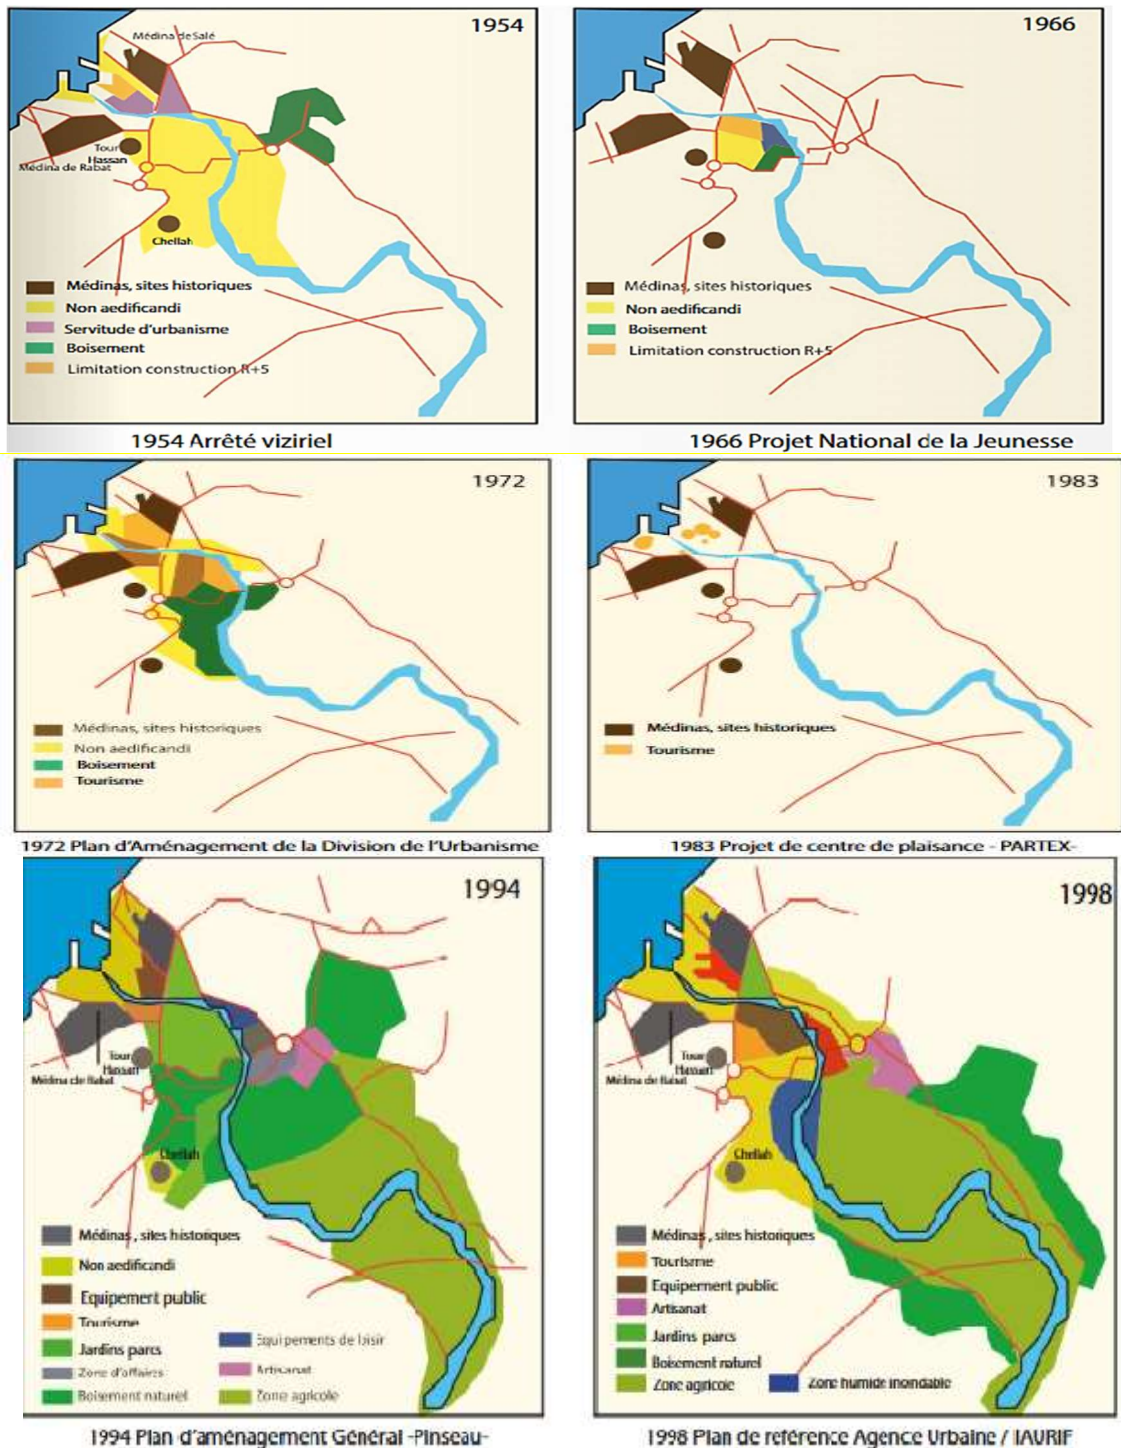 1954
Médina de Salé
Tour
Hassan
Médina de Rabat
Chellah
Médinas, sites historiques
Non aedificandi
Servitude d'urbanisme
Boisement
Limitation construction R+5
1954 Arrêté viziriel
1966
Médinas, sites historiques
Non aedificandi
Boisement
Limitation construction R+5
1966 Projet National de la Jeunesse
1972
Médinas, sites historiques
Non aedificandi
Boisement
Tourisme
1972 Plan d'Aménagement de la Division de l'Urbanisme
1983
Médinas, sites historiques
Tourisme
1983 Projet de centre de plaisance - PARTEX-
1994
Tour
Hassan
Médina de Rabat
Chellah
Médinas , sites historiques
Non aedificandi
Equipement public
Tourisme
Jardins parcs
Zone d'affaires
Boisement naturel
Equipements de loisir
Artisanat
Zone agricole
1994 Plan d'aménagement Général -Pinseau-
1998
Tour
Hassan
Médina de Rabat
Chellah
Médinas , sites historiques
Tourisme
Equipement public
Artisanat
Jardins parcs
Boisement naturel
Zone agricole
Zone humide inondable
1998 Plan de référence Agence Urbaine / IAURIF